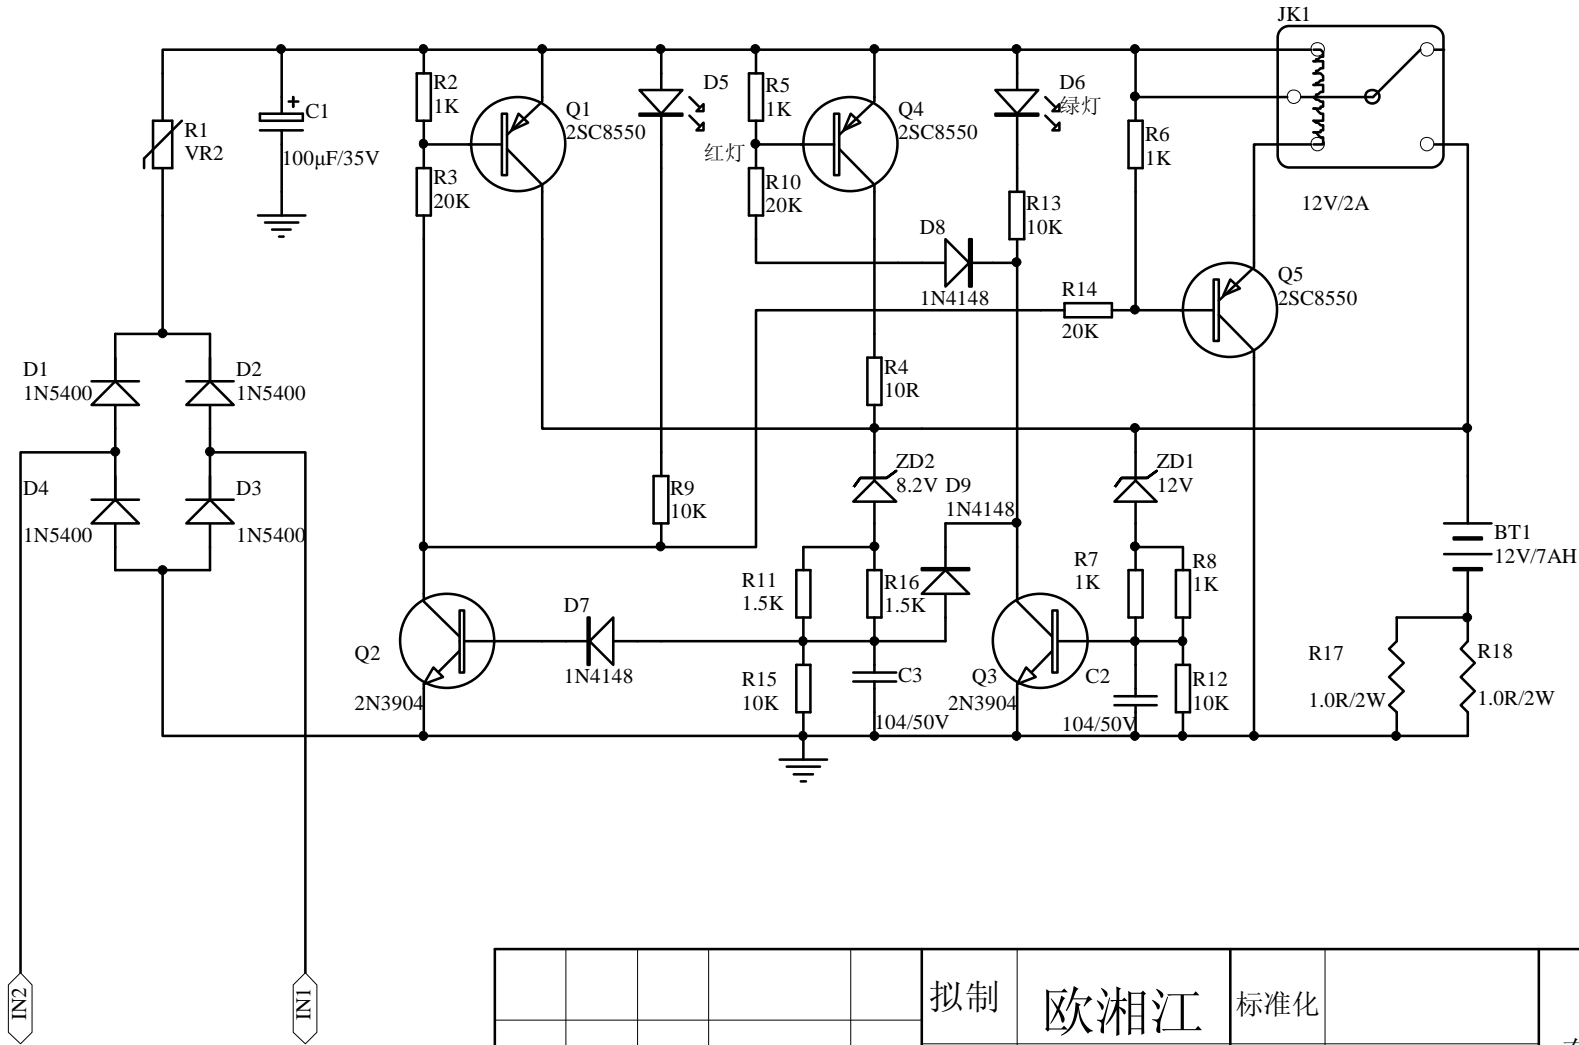 JK1
R2
1K
D5
R5
1K
D6
绿灯
Q1
2SC8550
Q4
2SC8550
+
C1
100μF/35V
R1
VR2
红灯
R6
1K
R3
20K
R10
20K
R13
10K
12V/2A
D8
1N4148
R14
20K
Q5
2SC8550
D1
1N5400
D2
1N5400
R4
10R
ZD2
8.2V
D9
1N4148
ZD1
12V
D4
1N5400
D3
1N5400
R9
10K
BT1
12V/7AH
R11
1.5K
R16
1.5K
R7
1K
R8
1K
D7
1N4148
Q2
2N3904
R15
10K
C3
104/50V
Q3
2N3904
C2
104/50V
R12
10K
R17
1.0R/2W
R18
1.0R/2W
IN2
IN1
拟制
欧湘江
标准化